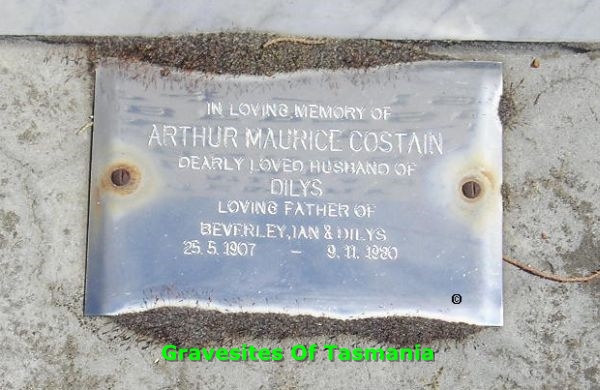 IN LOVING MEMORY OF
ARTHUR MAURICE COSTAIN
DEARLY LOVED HUSBAND OF
DILYS
LOVING FATHER OF
BEVERLEY, IAN & DILYS
25. 5. 1907 – 9. 11. 1980
©
Gravesites Of Tasmania